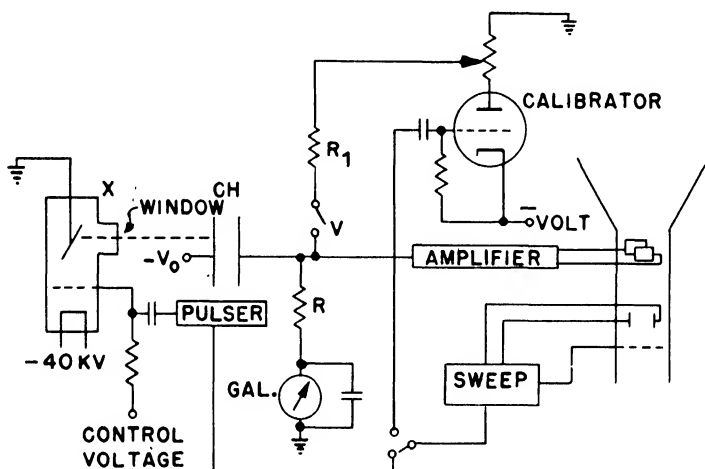 CALIBRATOR
R1
X
WINDOW
CH
V
− VOLT
−V₀
AMPLIFIER
R
PULSER
−40 KV
GAL.
SWEEP
CONTROL
VOLTAGE